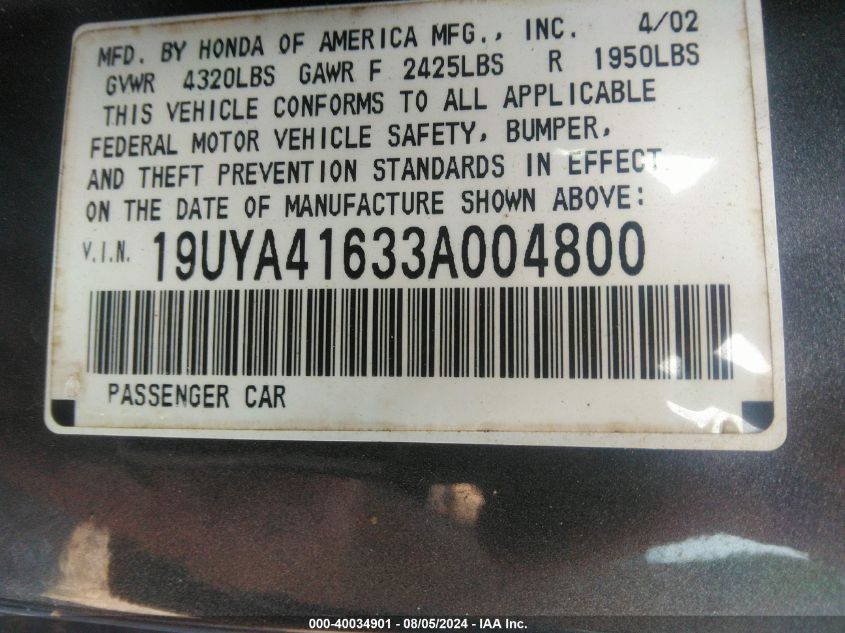 MFD. BY HONDA OF AMERICA MFG., INC. 4/02
GVWR 4320LBS GAWR F 2425LBS R 1950LBS
THIS VEHICLE CONFORMS TO ALL APPLICABLE
FEDERAL MOTOR VEHICLE SAFETY, BUMPER,
AND THEFT PREVENTION STANDARDS IN EFFECT
ON THE DATE OF MANUFACTURE SHOWN ABOVE:
V.I.N. 19UYA41633A004800
PASSENGER CAR
000-40034901 - 08/05/2024 - IAA Inc.